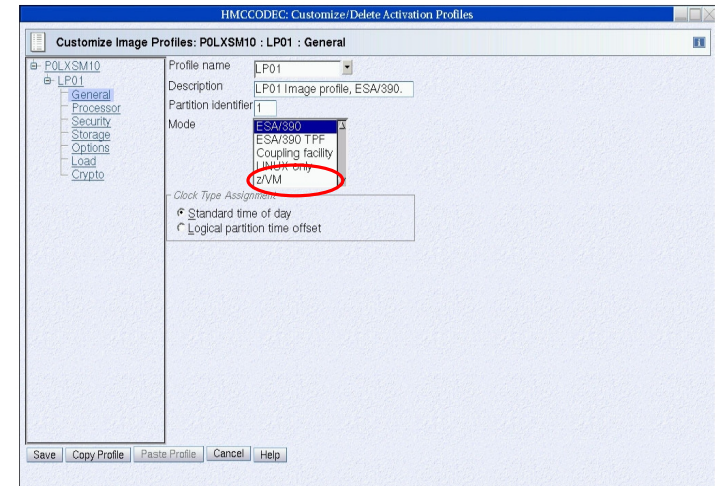 HMCCODEC: Customize/Delete Activation Profiles
Customize Image Profiles: P0LXSM10 : LP01 : General
P0LXSM10
LP01
General
Processor
Security
Storage
Options
Load
Crypto
Profile name LP01
Description LP01 Image profile, ESA/390.
Partition identifier 1
Mode
ESA/390
ESA/390 TPF
Coupling facility
LINUX only
z/VM
Clock Type Assignment
Standard time of day
Logical partition time offset
Save Copy Profile Paste Profile Cancel Help